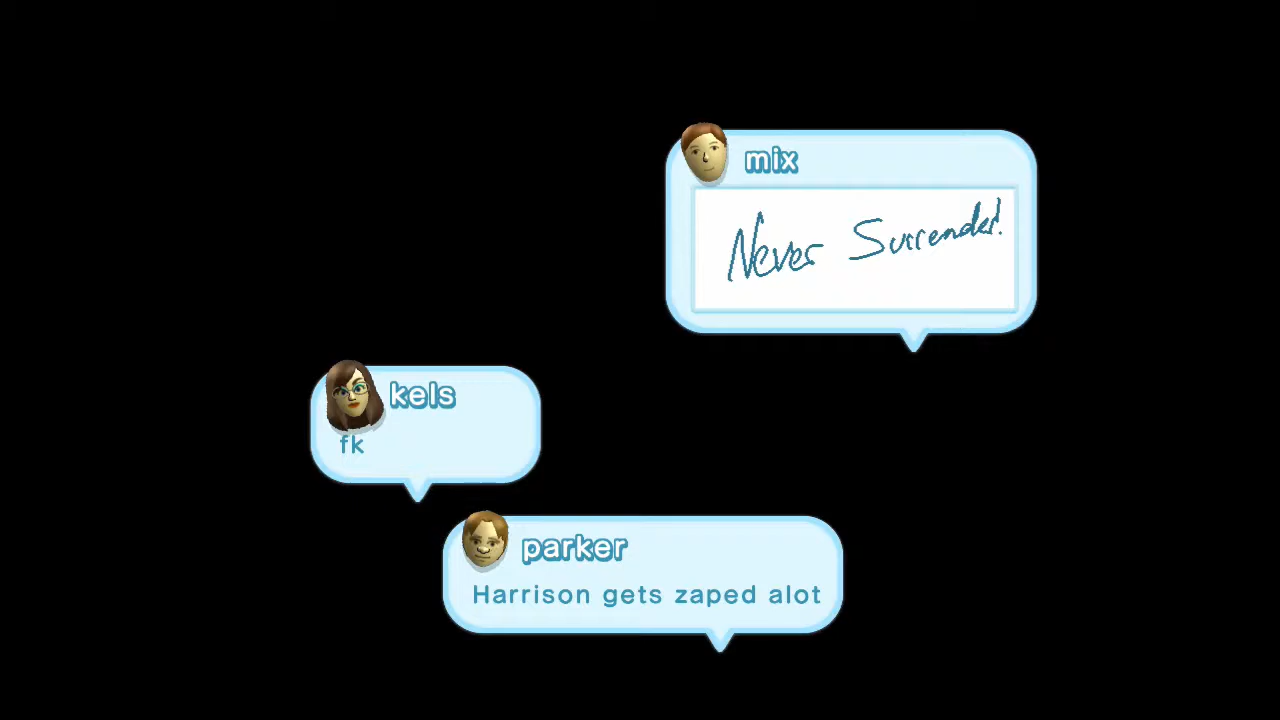 mix
Never Surrender!
kels
fk
parker
Harrison gets zaped alot